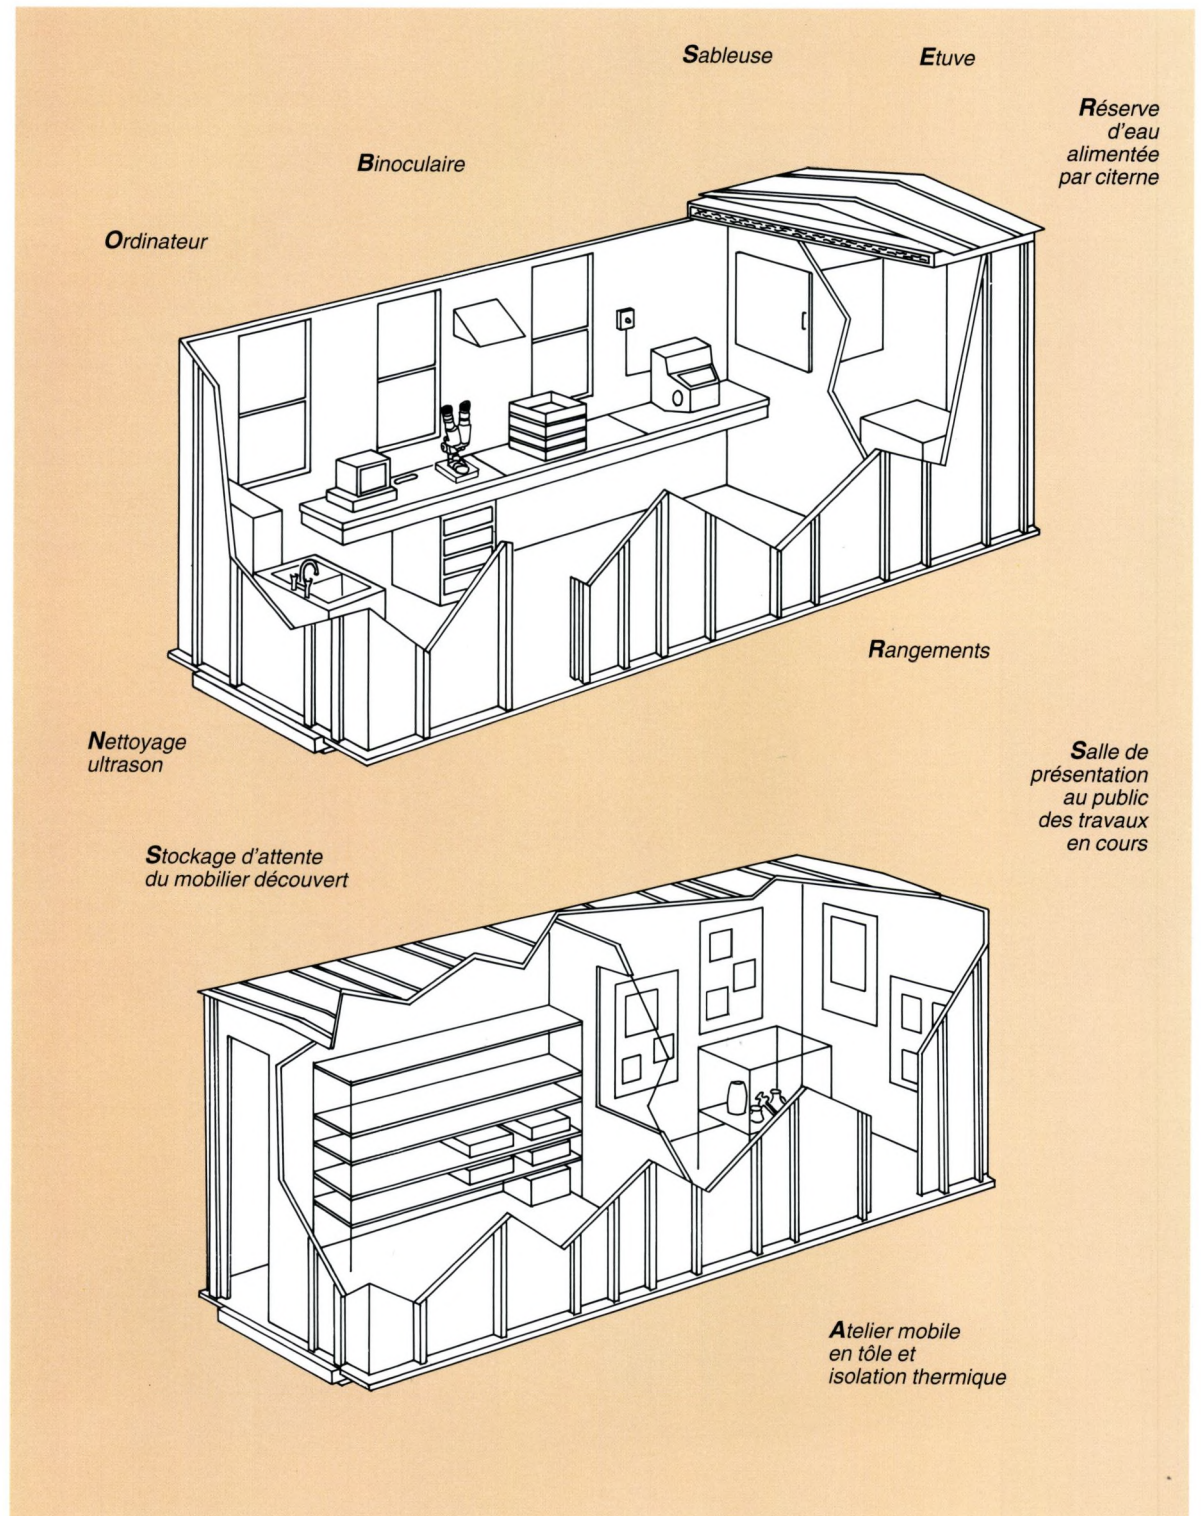 Sableuse
Etuve
Réserve
d'eau
alimentée
par citerne
Binoculaire
Ordinateur
Rangements
Nettoyage
ultrason
Salle de
présentation
au public
des travaux
en cours
Stockage d'attente
du mobilier découvert
Atelier mobile
en tôle et
isolation thermique